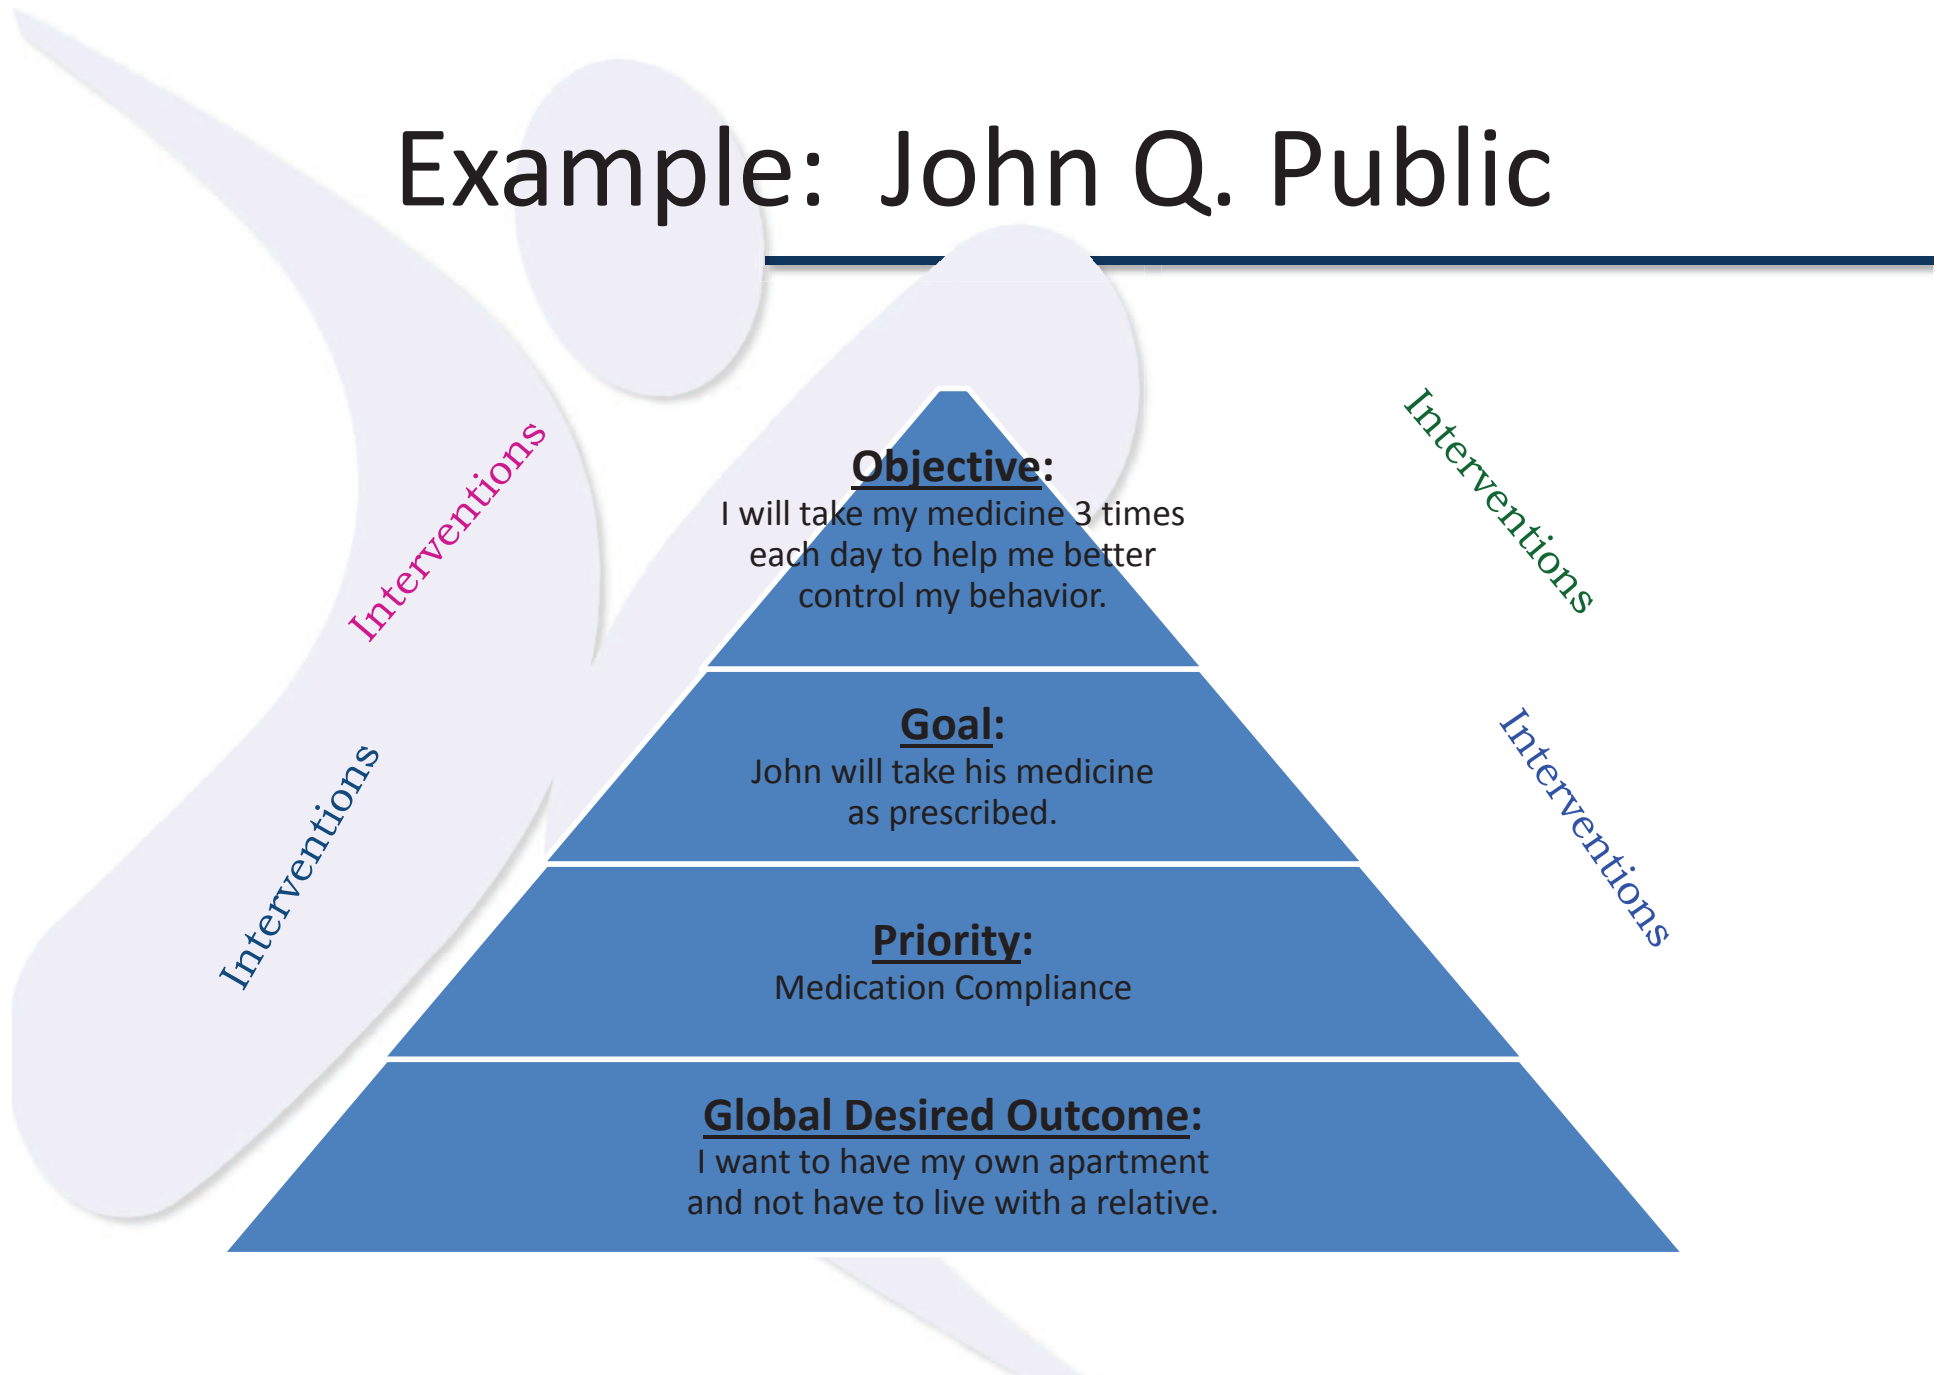 Example: John Q. Public
Interventions
Interventions
Objective:
I will take my medicine 3 times
each day to help me better
control my behavior.
Goal:
John will take his medicine
as prescribed.
Interventions
Interventions
Priority:
Medication Compliance
Global Desired Outcome:
I want to have my own apartment
and not have to live with a relative.